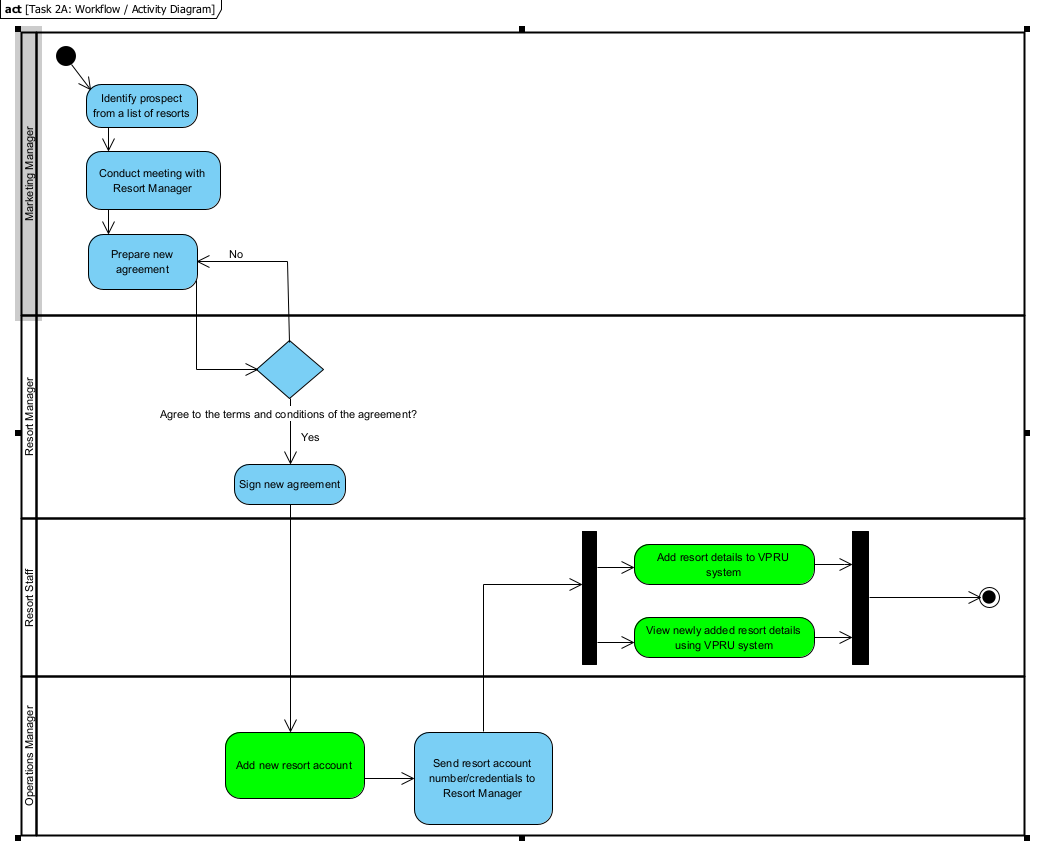 act [Task 2A: Workflow / Activity Diagram]
Marketing Manager
Identify prospect
from a list of resorts
Conduct meeting with
Resort Manager
Prepare new
agreement
No
Resort Manager
Agree to the terms and conditions of the agreement?
Yes
Sign new agreement
Resort Staff
Add resort details to VPRU
system
View newly added resort details
using VPRU system
Operations Manager
Add new resort account
Send resort account
number/credentials to
Resort Manager